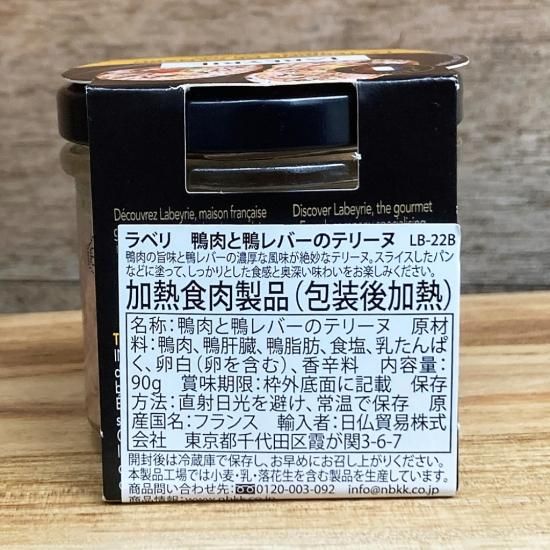 Découvrez Labeyrie, maison française
Discover Labeyrie, the gourmet
ラベリ 鴨肉と鴨レバーのテリーヌ LB-22B
鴨肉の旨味と鴨レバーの濃厚な風味が絶妙なテリーヌ。スライスしたパン
などに塗って、しっかりとした食感と奥深い味わいをお楽しみください。
加熱食肉製品(包装後加熱)
名称:鴨肉と鴨レバーのテリーヌ 原材
料:鴨肉、鴨肝臓、鴨脂肪、食塩、乳たんぱ
く、卵白(卵を含む)、香辛料 内容量:
90g 賞味期限:枠外底面に記載 保存
方法:直射日光を避け、常温で保存 原
産国名:フランス 輸入者:日仏貿易株式
会社 東京都千代田区霞が関3-6-7
開封後は冷蔵庫で保存し、お早めにお召し上がりください。
本製品工場では小麦・乳・落花生を含む製品を生産しています。
商品問い合わせ先:0120-003-092 info@nbkk.co.jp
商品情報:www.nbkk.co.jp